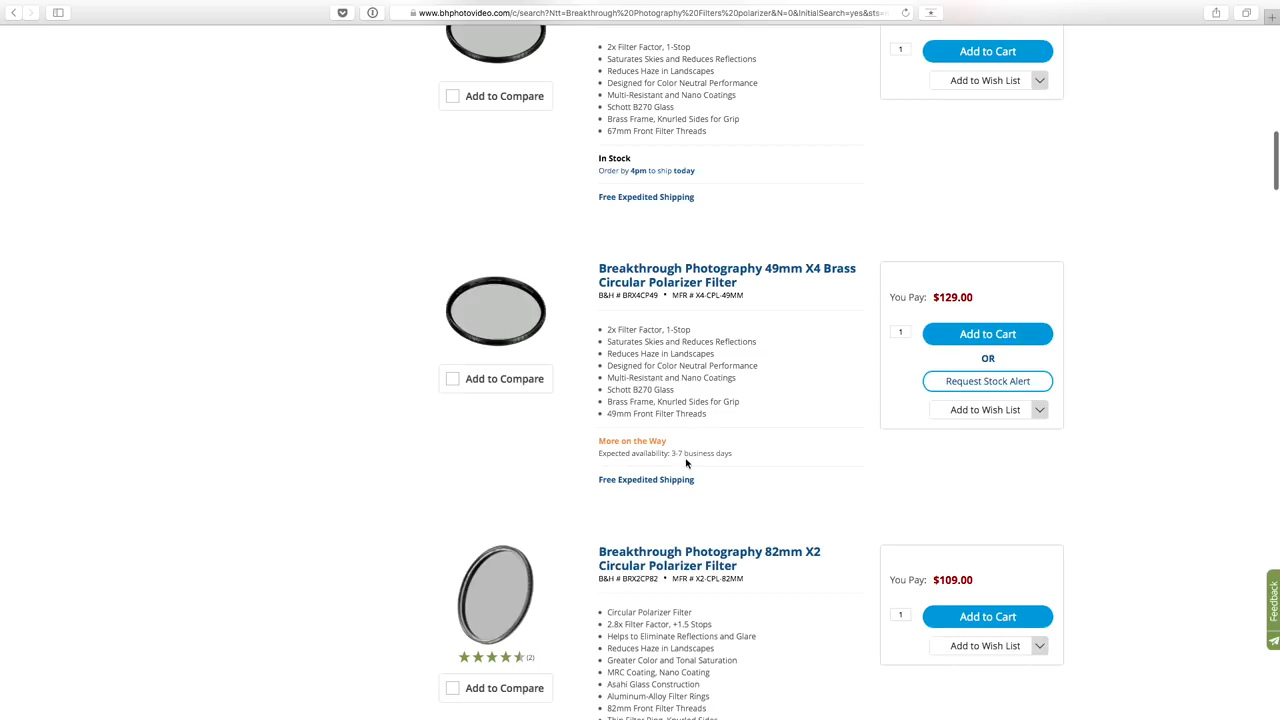 www.bhphotovideo.com/c/search?Ntt=Breakthrough%20Photography%20Filters%20polarizer&N=0&InitialSearch=yes&sts=
2x Filter Factor, 1-Stop
Saturates Skies and Reduces Reflections
Reduces Haze in Landscapes
Designed for Color Neutral Performance
Multi-Resistant and Nano Coatings
Schott B270 Glass
Brass Frame, Knurled Sides for Grip
67mm Front Filter Threads
Add to Compare
1
Add to Cart
Add to Wish List
In Stock
Order by 4pm to ship today
Free Expedited Shipping
Breakthrough Photography 49mm X4 Brass
Circular Polarizer Filter
B&H # BRX4CP49 • MFR # X4-CPL-49MM
2x Filter Factor, 1-Stop
Saturates Skies and Reduces Reflections
Reduces Haze in Landscapes
Designed for Color Neutral Performance
Multi-Resistant and Nano Coatings
Schott B270 Glass
Brass Frame, Knurled Sides for Grip
49mm Front Filter Threads
Add to Compare
You Pay: $129.00
1
Add to Cart
OR
Request Stock Alert
Add to Wish List
More on the Way
Expected availability: 3-7 business days
Free Expedited Shipping
Breakthrough Photography 82mm X2
Circular Polarizer Filter
B&H # BRX2CP82 • MFR # X2-CPL-82MM
Circular Polarizer Filter
2.8x Filter Factor, +1.5 Stops
Helps to Eliminate Reflections and Glare
Reduces Haze in Landscapes
Greater Color and Tonal Saturation
MRC Coating, Nano Coating
Asahi Glass Construction
Aluminum-Alloy Filter Rings
82mm Front Filter Threads
Thin Filter Ring, Knurled Sides
(2)
Add to Compare
You Pay: $109.00
1
Add to Cart
Add to Wish List
Feedback